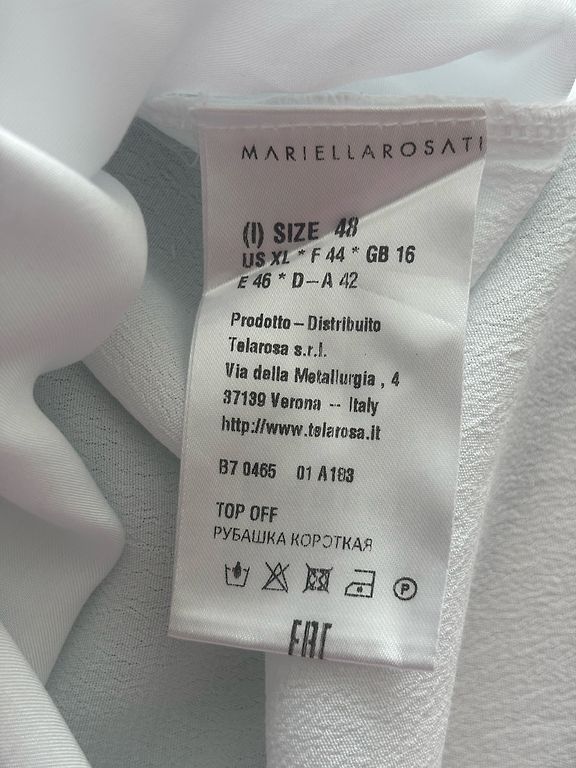 MARIELLAROSATI
(I) SIZE 48
US XL * F 44 * GB 16
E 46 * D-A 42
Prodotto - Distribuito
Telarosa s.r.l.
Via della Metallurgia , 4
37139 Verona -- Italy
http://www.telarosa.it
B7 0465 01 A193
TOP OFF
РУБАШКА КОРОТКАЯ
P
EAC